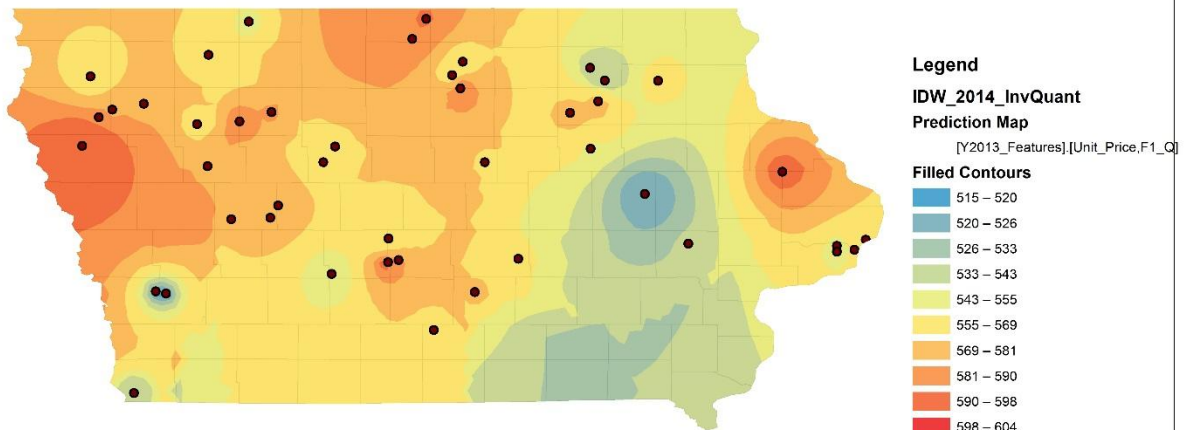 Legend
IDW_2014_InvQuant
Prediction Map
[Y2013_Features].[Unit_Price,F1_Q]
Filled Contours
515 – 520
520 – 526
526 – 533
533 – 543
543 – 555
555 – 569
569 – 581
581 – 590
590 – 598
598 – 604